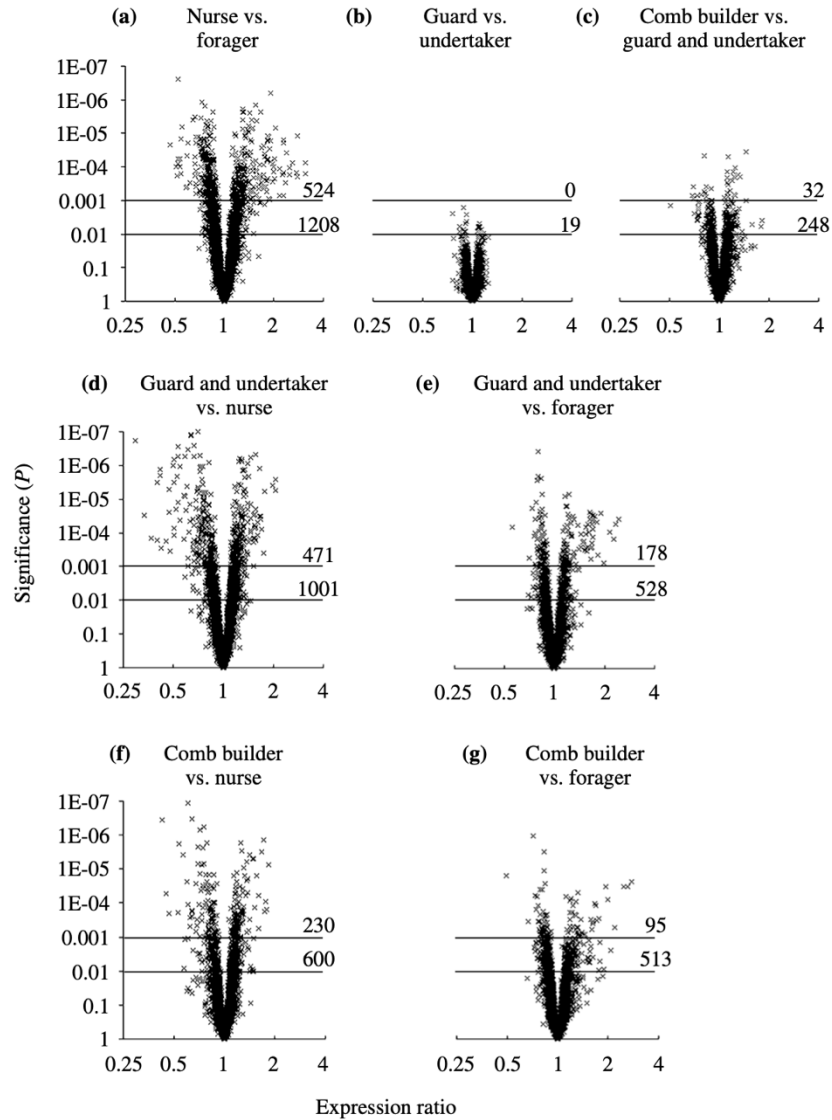 (a) Nurse vs. forager
(b) Guard vs. undertaker
(c) Comb builder vs. guard and undertaker
1E-07
1E-06
1E-05
1E-04
0.001
0.01
0.1
1
524
1208
0
19
32
248
0.25 0.5 1 2 4
0.25 0.5 1 2 4
0.25 0.5 1 2 4
(d) Guard and undertaker vs. nurse
(e) Guard and undertaker vs. forager
Significance (P)
1E-07
1E-06
1E-05
1E-04
0.001
0.01
0.1
1
471
1001
178
528
0.25 0.5 1 2 4
0.25 0.5 1 2 4
(f) Comb builder vs. nurse
(g) Comb builder vs. forager
1E-07
1E-06
1E-05
1E-04
0.001
0.01
0.1
1
230
600
95
513
0.25 0.5 1 2 4
0.25 0.5 1 2 4
Expression ratio